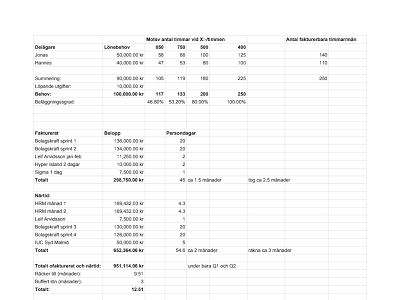 Motsv antal timmar vid X:-/timmen Antal fakturerbara timmar/mån
Delägare Lönebehov 850 750 500 400
Jonas 50,000.00 kr 58 66 100 125 140
Hannes 40,000.00 kr 47 53 80 100 110
Summering: 90,000.00 kr 105 119 180 225 250
Löpande utgifter: 10,000.00 kr
Behov: 100,000.00 kr 117 133 200 250
Beläggningsgrad: 46.80% 53.20% 80.00% 100.00%
Fakturerat Belopp Persondagar
Bolagskraft sprint 1 136,000.00 kr 20
Bolagskraft sprint 2 134,000.00 kr 20
Leif Arvidsson jan-feb 11,250.00 kr 2
Hyper Island 2 dagar 10,000.00 kr 2
Sigma 1 dag 7,500.00 kr 1
Totalt 298,750.00 kr 45 ca 1.5 månader tog ca 2.5 månader
Närtid
HRM månad 1 169,432.03 kr 4.3
HRM månad 2 169,432.03 kr 4.3
Leif Arvidsson 7,500.00 kr 1
Bolagskraft sprint 3 130,000.00 kr 20
Bolagskraft sprint 4 126,000.00 kr 20
IUC Syd Malmö 50,000.00 kr 5
Totalt 652,364.06 kr 54.6 ca 2 månader räkna ca 3 månader
Totalt ofakturerat och närtid: 951,114.06 kr under bara Q1 och Q2
Räcker till (månader): 9.51
Buffert ibn (månader): 3
Totalt: 12.51